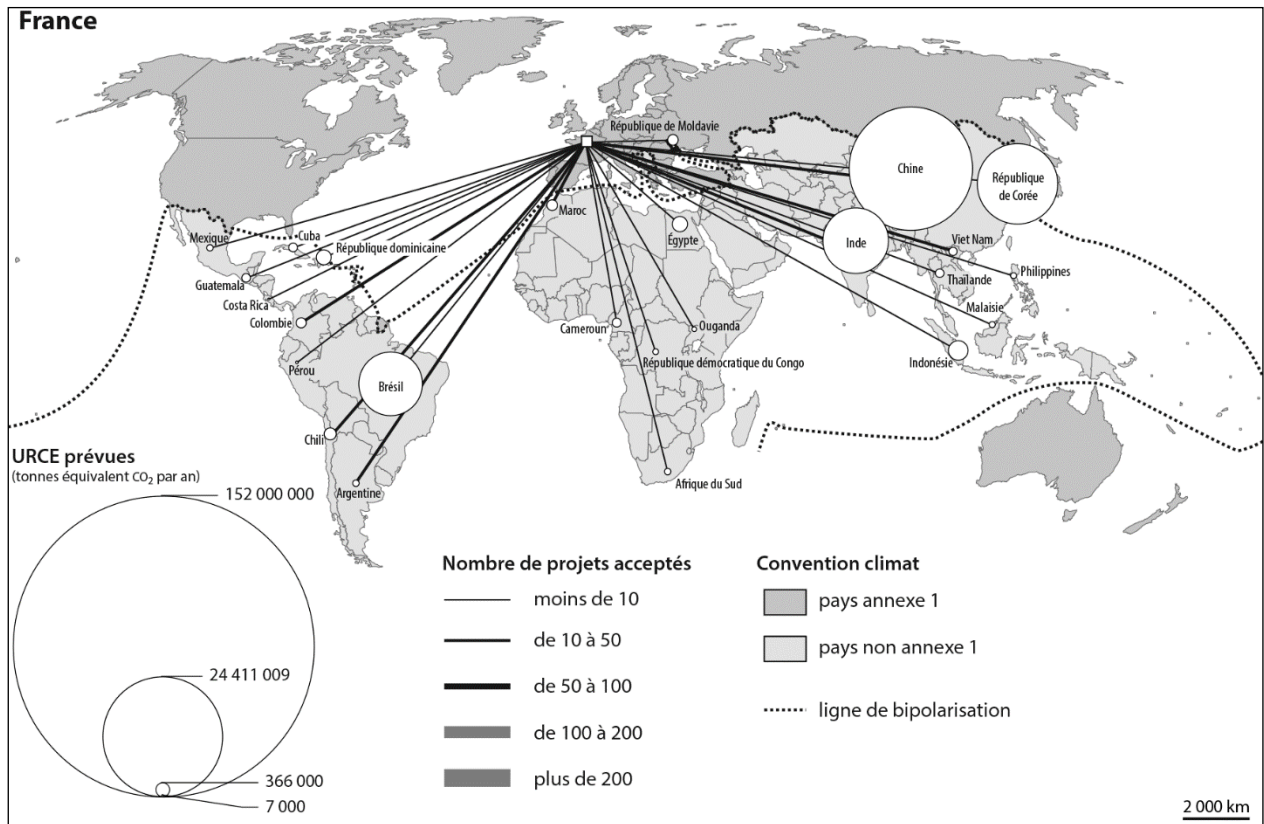 France
République de Moldavie
Chine
République
de Corée
Maroc
Égypte
Inde
Viet Nam
Thaïlande
Philippines
Malaisie
Indonésie
Mexique
Cuba
République dominicaine
Guatemala
Costa Rica
Colombie
Pérou
Brésil
Chili
Argentine
Cameroun
Ouganda
République démocratique du Congo
Afrique du Sud
URCE prévues
(tonnes équivalent CO₂ par an)
152 000 000
24 411 009
366 000
7 000
Nombre de projets acceptés
moins de 10
de 10 à 50
de 50 à 100
de 100 à 200
plus de 200
Convention climat
pays annexe 1
pays non annexe 1
ligne de bipolarisation
2 000 km